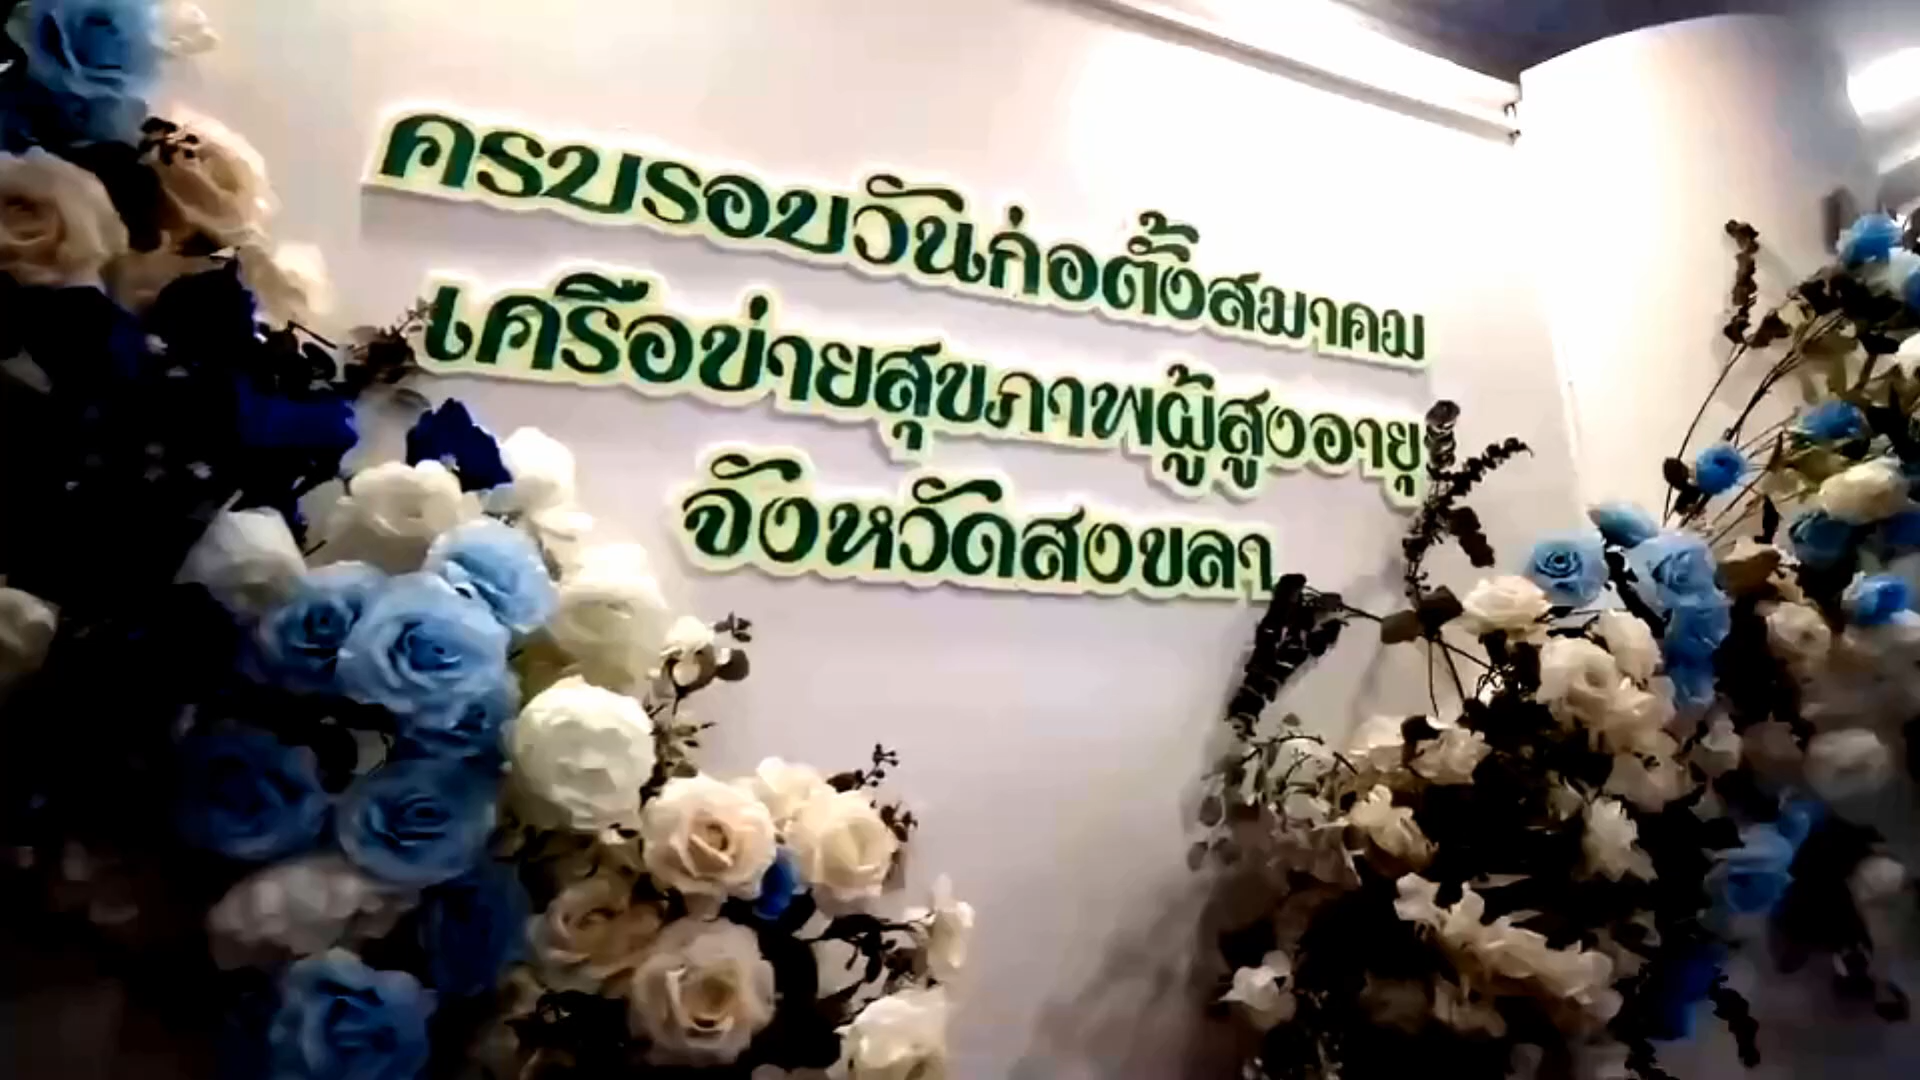 ครบรอบวันก่อตั้งสมาคม
เครือข่ายสุขภาพผู้สูงอายุ
จังหวัดสงขลา